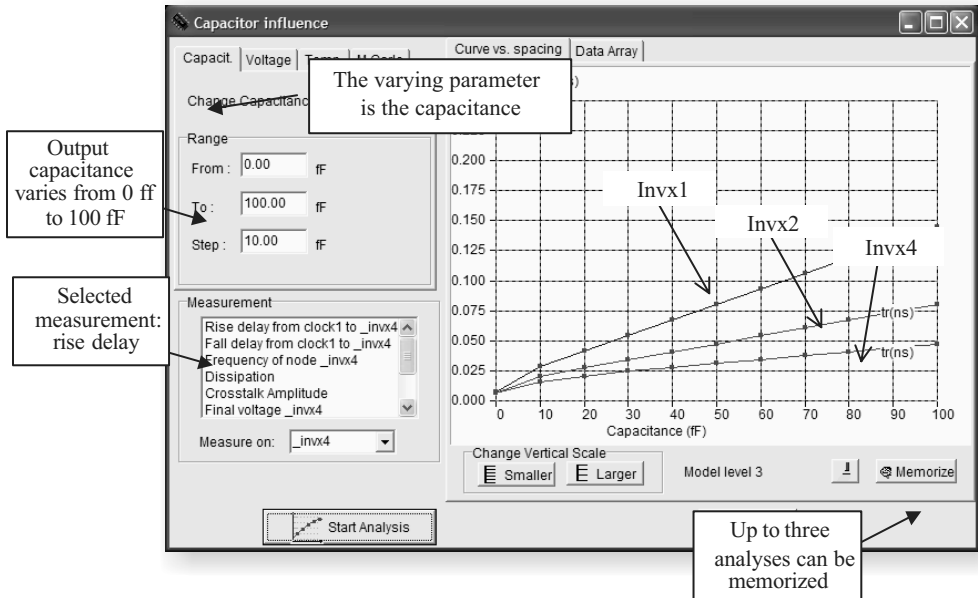 Capacitor influence
Capacit.
Voltage
Curve vs. spacing
Data Array
Change Capacitance
The varying parameter
is the capacitance
Output
capacitance
varies from 0 ff
to 100 fF
Range
From :
0.00
fF
To :
100.00
fF
Step :
10.00
fF
Selected
measurement:
rise delay
Measurement
Rise delay from clock1 to _invx4
Fall delay from clock1 to _invx4
Frequency of node _invx4
Dissipation
Crosstalk Amplitude
Final voltage _invx4
Measure on:
_invx4
Start Analysis
0.200
0.175
0.150
0.125
0.100
0.075
0.050
0.025
0.000
Invx1
Invx2
Invx4
tr(ns)
tr(ns)
0 10 20 30 40 50 60 70 80 90 100
Capacitance (fF)
Change Vertical Scale
Smaller
Larger
Model level 3
Memorize
Up to three
analyses can be
memorized